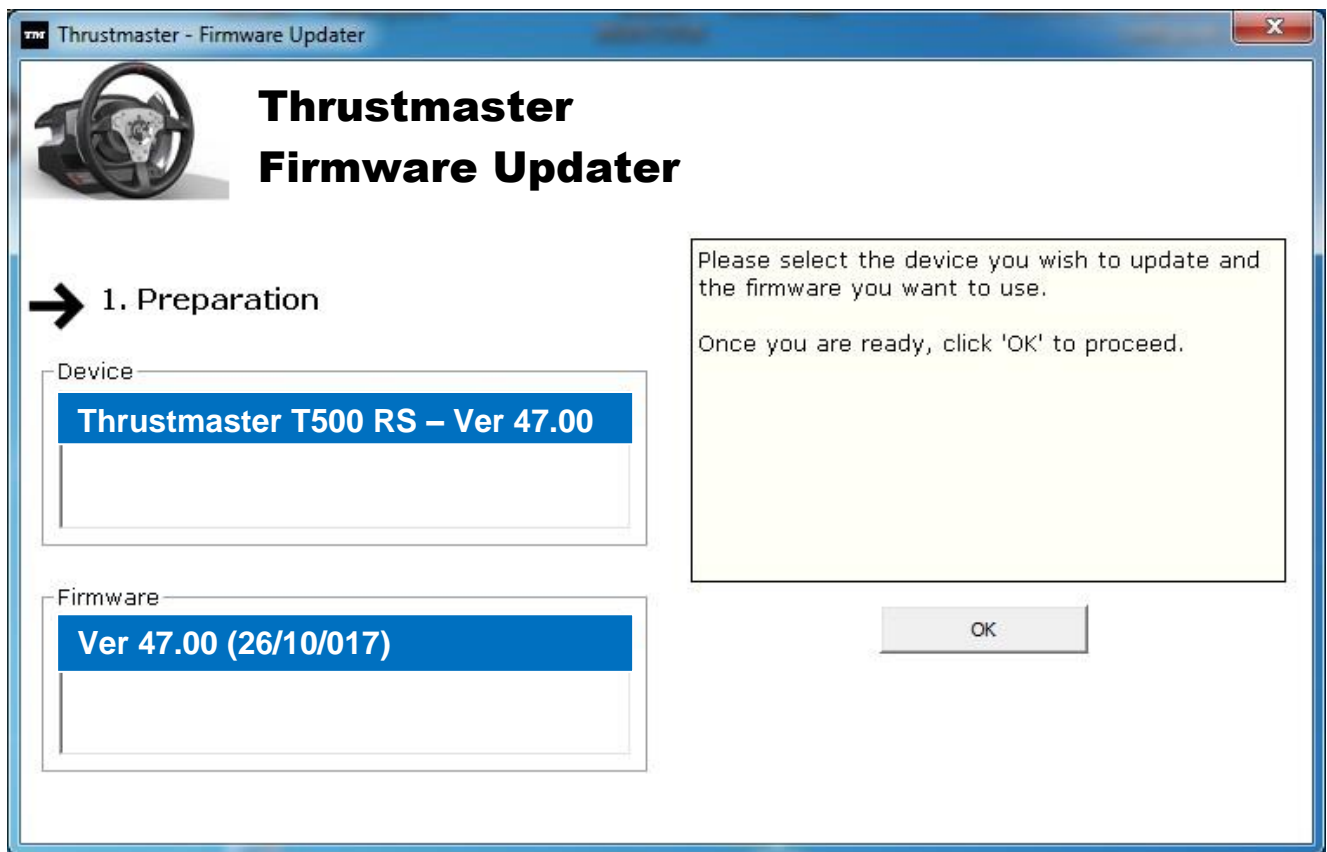 Thrustmaster - Firmware Updater
Thrustmaster
Firmware Updater
1. Preparation
Device
Thrustmaster T500 RS – Ver 47.00
Firmware
Ver 47.00 (26/10/017)
Please select the device you wish to update and
the firmware you want to use.
Once you are ready, click 'OK' to proceed.
OK